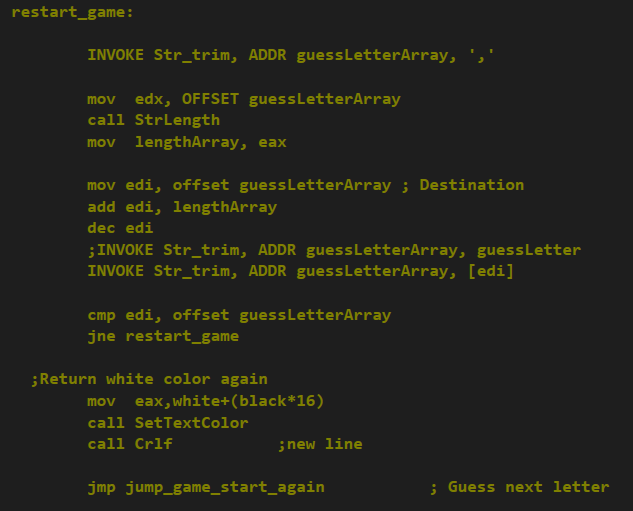 restart_game:
INVOKE Str_trim, ADDR guessLetterArray, ','
mov  edx, OFFSET guessLetterArray
call StrLength
mov  lengthArray, eax
mov edi, offset guessLetterArray ; Destination
add edi, lengthArray
dec edi
;INVOKE Str_trim, ADDR guessLetterArray, guessLetter
INVOKE Str_trim, ADDR guessLetterArray, [edi]
cmp edi, offset guessLetterArray
jne restart_game
;Return white color again
mov  eax,white+(black*16)
call SetTextColor
call Crlf           ;new line
jmp jump_game_start_again           ; Guess next letter